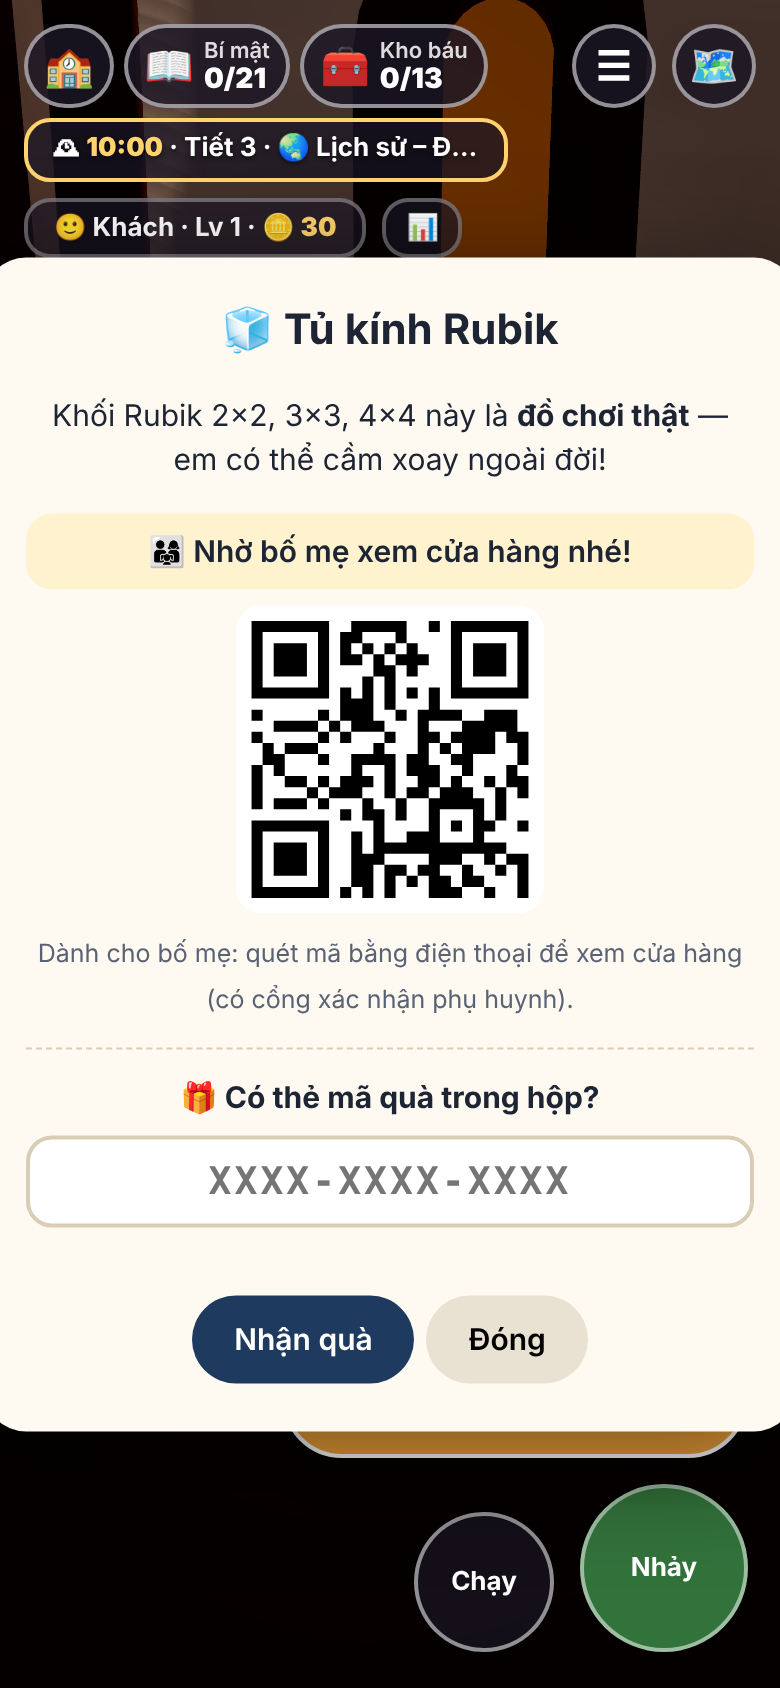 Bí mật
0/21
Kho báu
0/13
10:00 · Tiết 3 · Lịch sử – Đ...
Khách · Lv 1 · 30
Tủ kính Rubik
Khối Rubik 2×2, 3×3, 4×4 này là đồ chơi thật —
em có thể cầm xoay ngoài đời!
Nhờ bố mẹ xem cửa hàng nhé!
Dành cho bố mẹ: quét mã bằng điện thoại để xem cửa hàng
(có cổng xác nhận phụ huynh).
Có thẻ mã quà trong hộp?
XXXX-XXXX-XXXX
Nhận quà
Đóng
Chạy
Nhảy